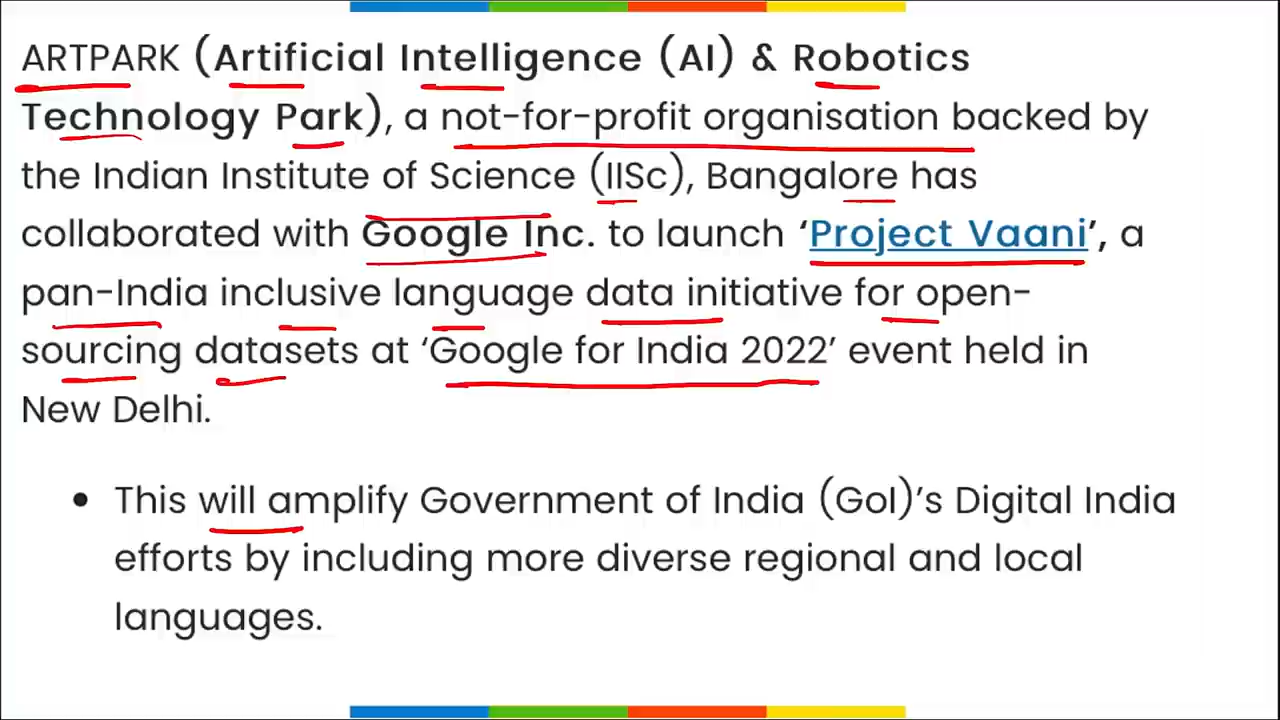 ARTPARK (Artificial Intelligence (AI) & Robotics
Technology Park), a not-for-profit organisation backed by
the Indian Institute of Science (IISc), Bangalore has
collaborated with Google Inc. to launch ‘Project Vaani’, a
pan-India inclusive language data initiative for open-
sourcing datasets at ‘Google for India 2022’ event held in
New Delhi.
• This will amplify Government of India (GoI)’s Digital India
efforts by including more diverse regional and local
languages.